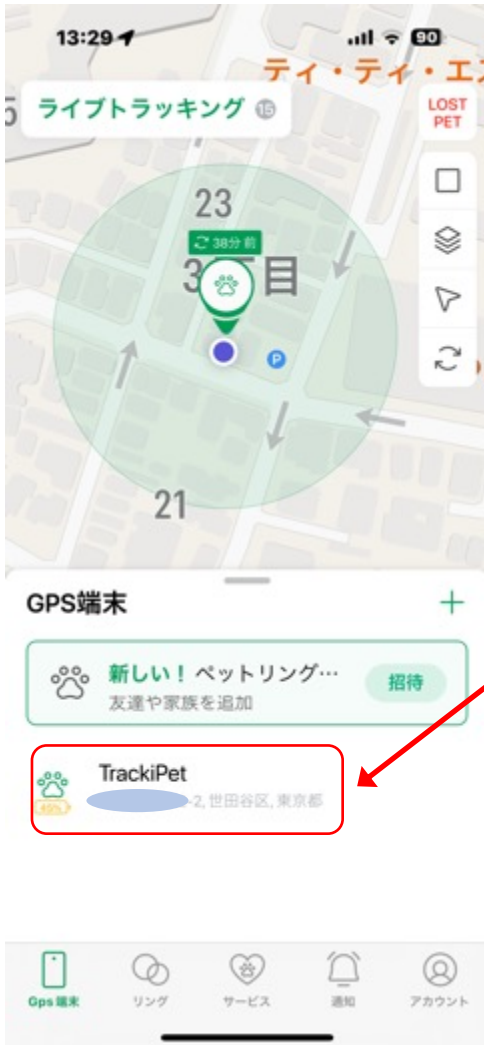 13:29
90
ティ・ティ・エ
ライブトラッキング 15
LOST
PET
23
38分 前
3 目
P
21
GPS端末
新しい！ペットリング…
友達や家族を追加
招待
TrackiPet
-2, 世田谷区, 東京都
Gps 端末
リング
サービス
通知
アカウント